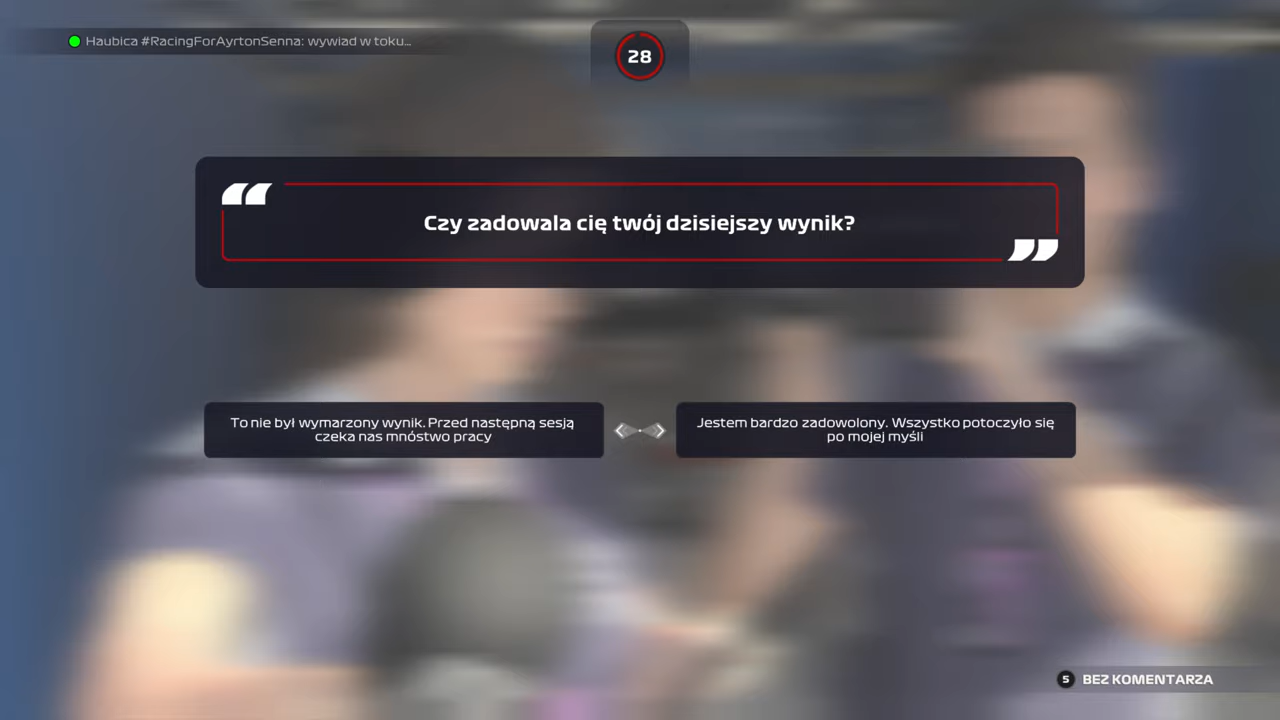 Haubica #RacingForAyrtonSenna: wywiad w toku...
28
Czy zadowala cię twój dzisiejszy wynik?
To nie był wymarzony wynik. Przed następną sesją
czeka nas mnóstwo pracy
Jestem bardzo zadowolony. Wszystko potoczyło się
po mojej myśli
5 BEZ KOMENTARZA